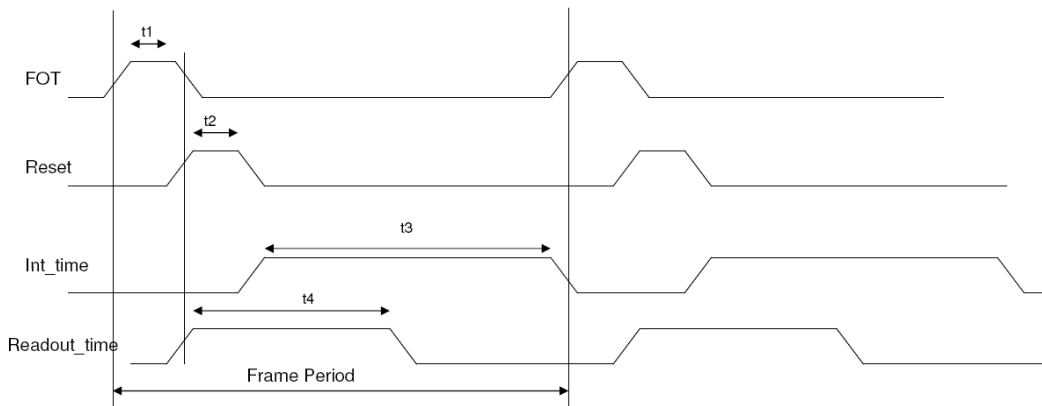 t1
FOT
t2
Reset
t3
Int_time
t4
Readout_time
Frame Period